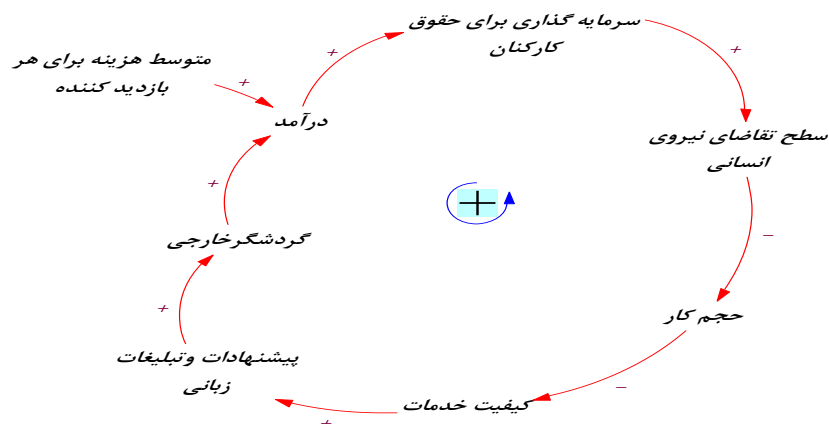 سرمایه گذاری برای حقوق
کارکنان
+
+
متوسط هزینه برای هر
بازدید کننده
+
درآمد
سطح تقاضای نیروی
انسانی
+
+
گردشگرخارجی
–
+
حجم کار
پیشنهادات وتبلیغات
زبانی
–
کیفیت خدمات
+